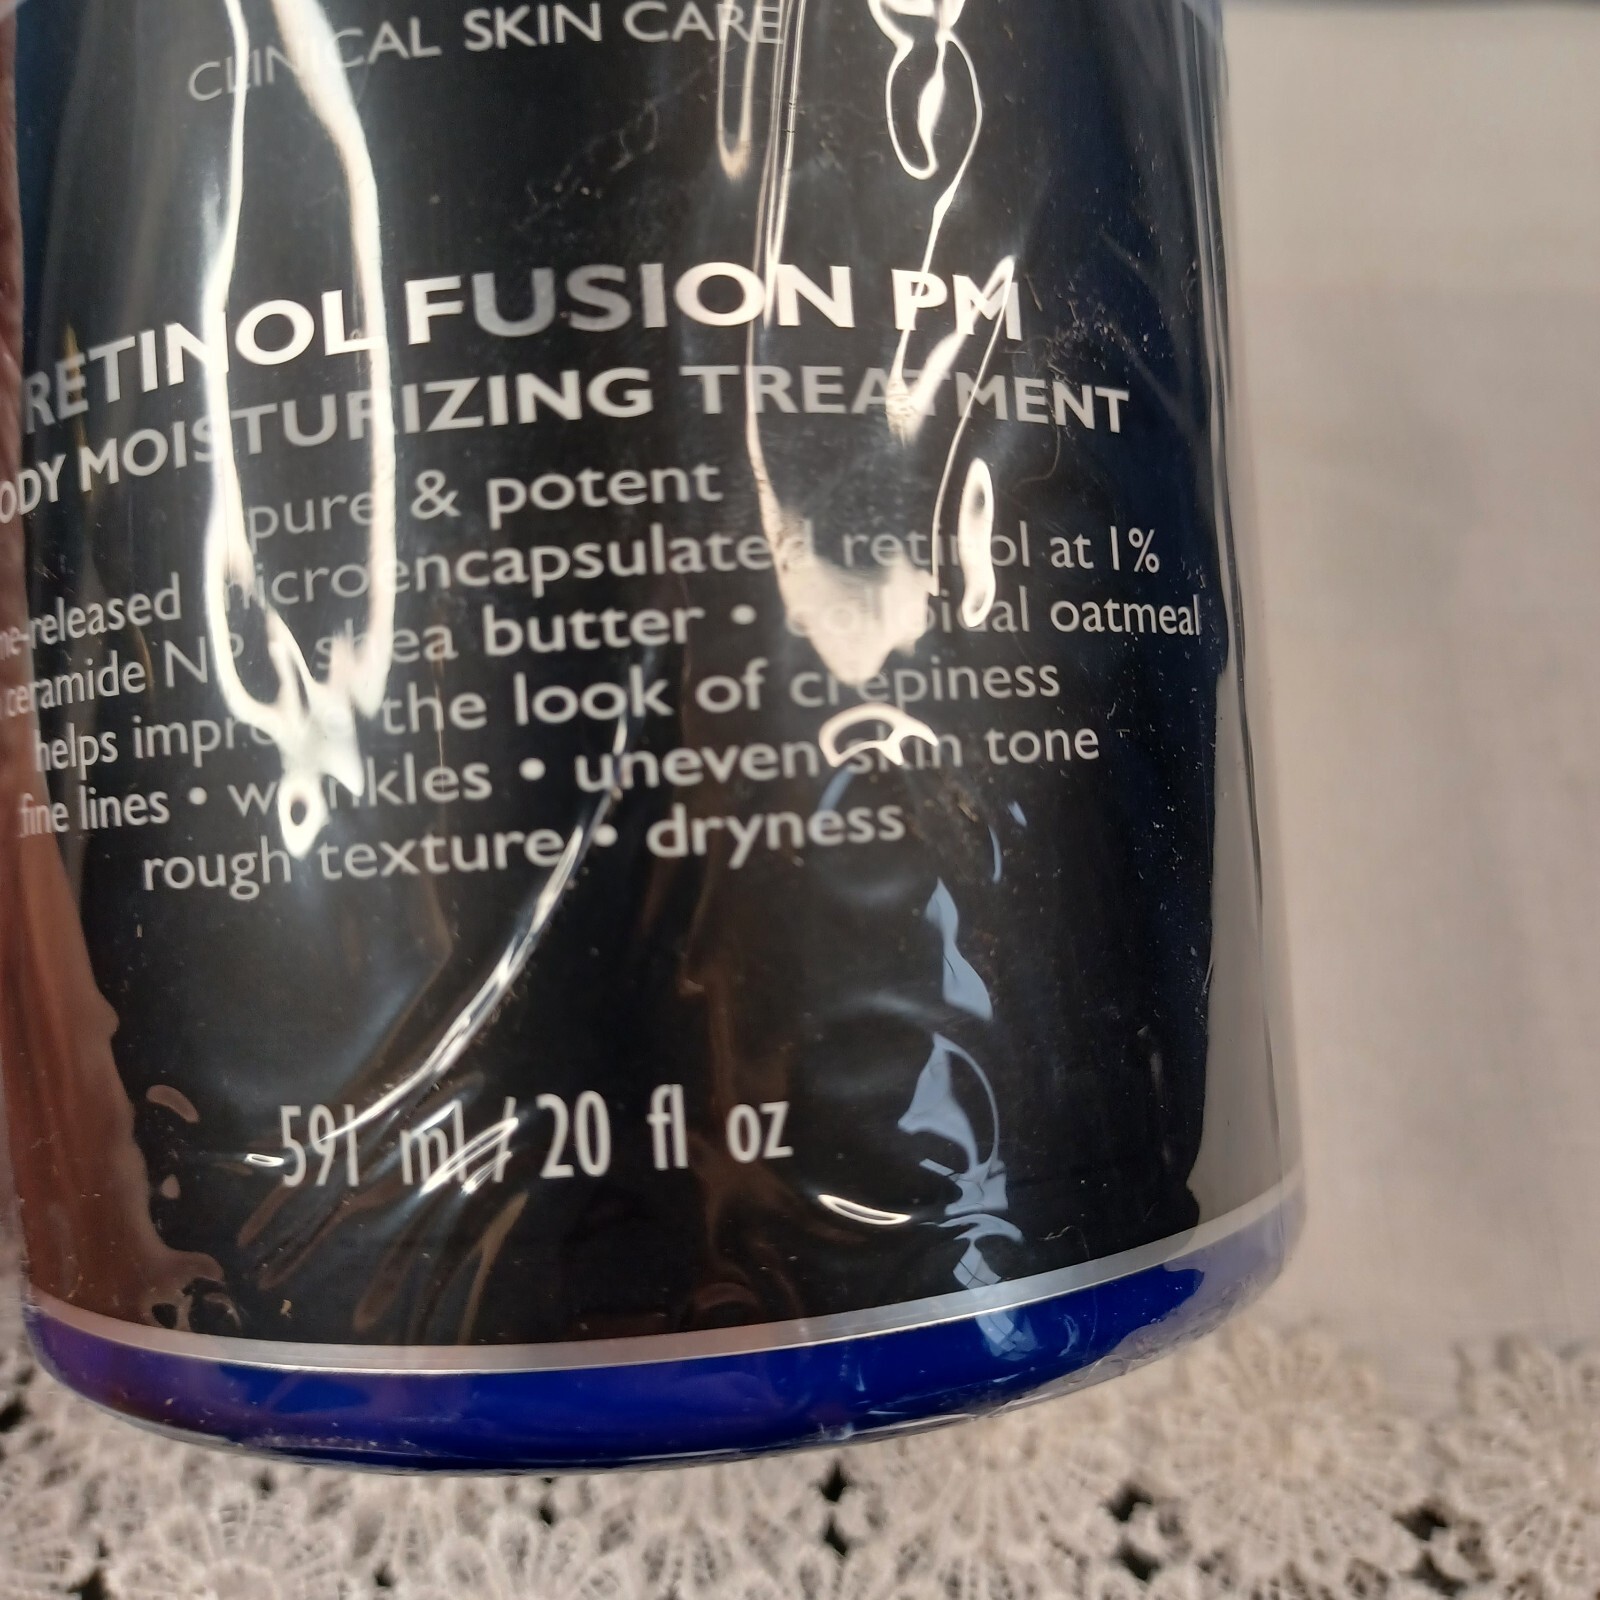 CLINICAL SKIN CARE
RETINOL FUSION PM
ODY MOISTURIZING TREATMENT
pure & potent
me-released microencapsulated retinol at 1%
ceramide NP • shea butter • colloidal oatmeal
helps improve the look of crepiness
fine lines • wrinkles • uneven skin tone
rough texture • dryness
591 ml / 20 fl oz